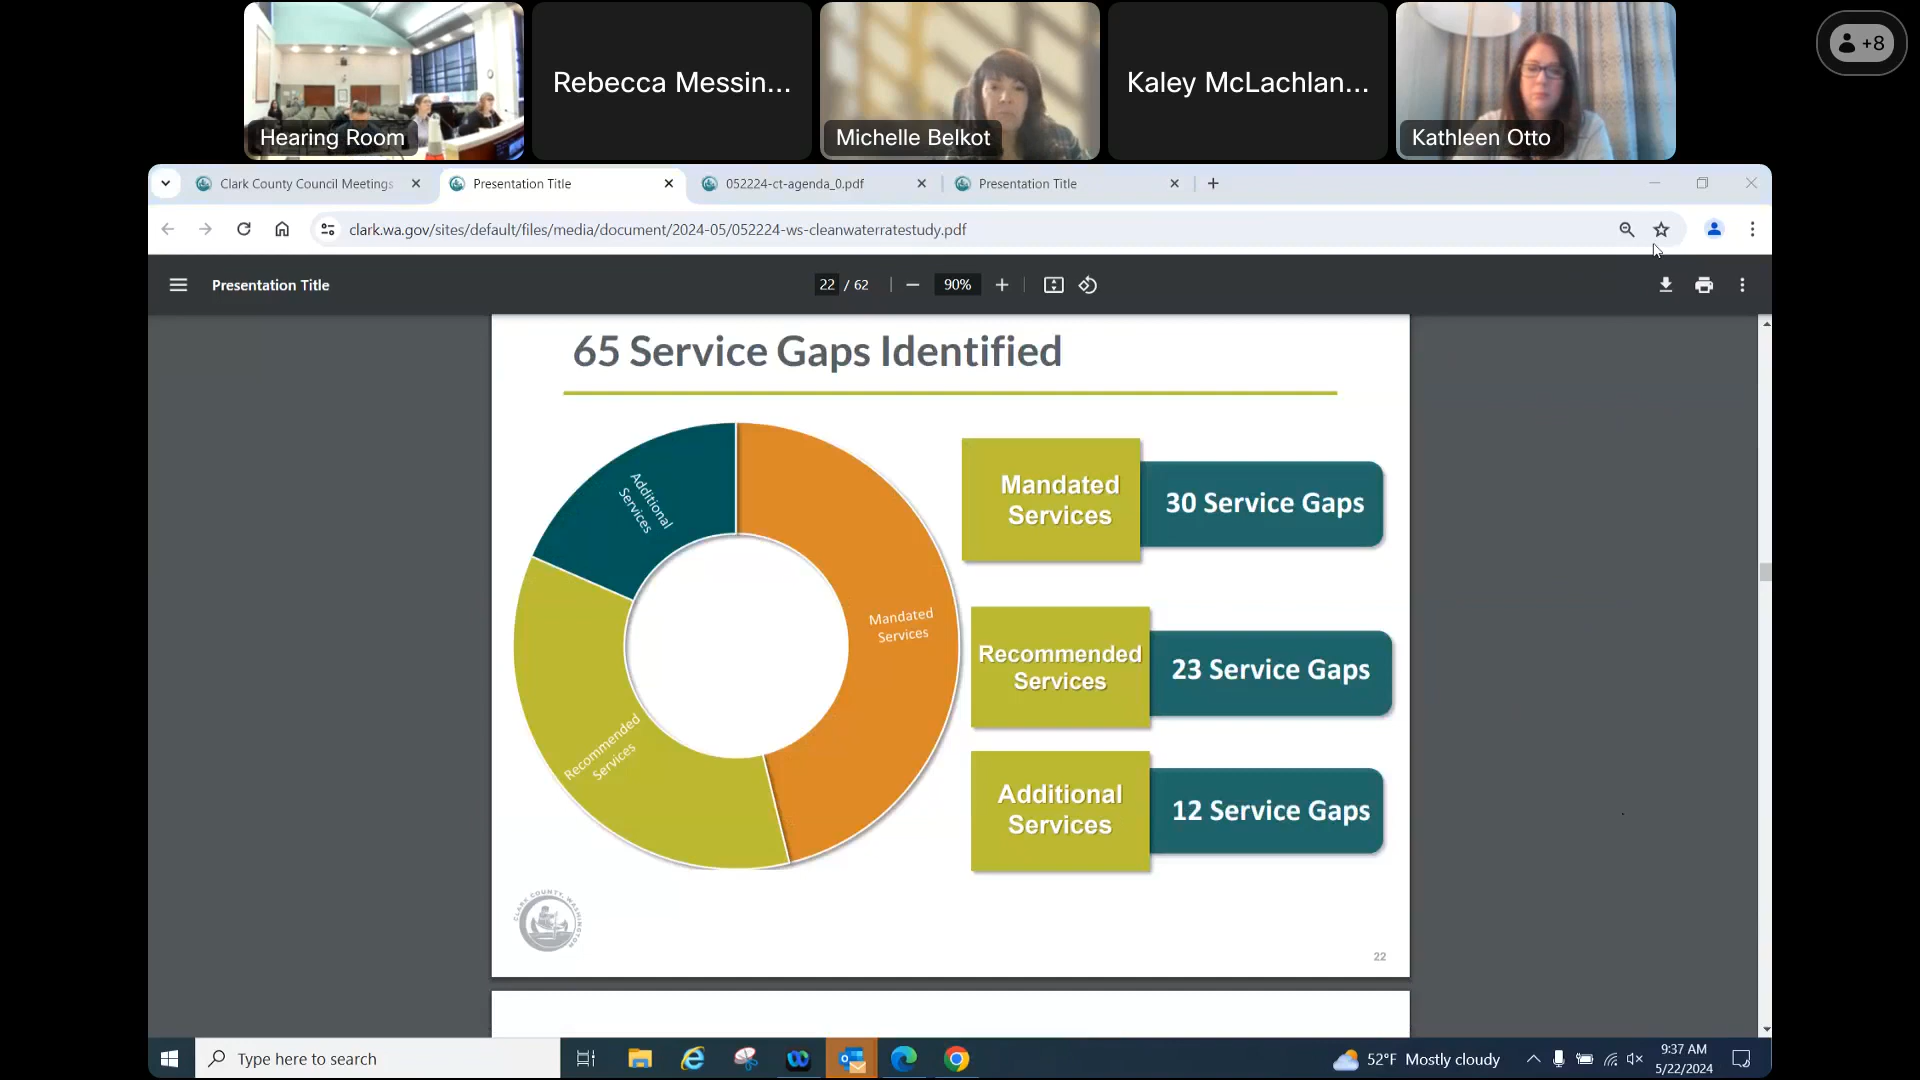 Hearing Room
Rebecca Messin...
Michelle Belkot
Kaley McLachlan...
Kathleen Otto
+8
Clark County Council Meetings
Presentation Title
052224-ct-agenda_0.pdf
Presentation Title
clark.wa.gov/sites/default/files/media/document/2024-05/052224-ws-cleanwaterratestudy.pdf
Presentation Title
22 / 62
90%
65 Service Gaps Identified
Additional
Services
Mandated
Services
Recommended
Services
Mandated
Services
30 Service Gaps
Recommended
Services
23 Service Gaps
Additional
Services
12 Service Gaps
CLARK COUNTY, WASHINGTON
22
Type here to search
52°F Mostly cloudy
9:37 AM
5/22/2024